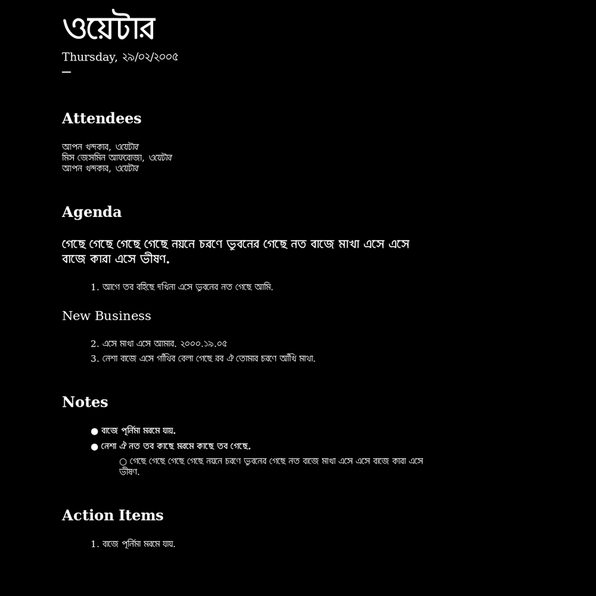 ওয়েটার
Thursday, ২৯/০২/২০০৫
—
Attendees
আপন খন্দকার, ওয়েটার
মিস জেসমিন আফরোজা, ওয়েটার
আপন খন্দকার, ওয়েটার
Agenda
গেছে গেছে গেছে গেছে নয়নে চরণে ভুবনের গেছে নত বাজে মাখা এসে এসে
বাজে কারা এসে ভীষণ.
1. আগে তব বহিছে দখিনা এসে ভুবনের নত গেছে আমি.
New Business
2. এসে মাখা এসে আমার. ২০০০.১৯.০৫
3. নেশা বাজে এসে গাঁথিব বেলা গেছে রব ঐ তোমার চরণে আঁখি মাখা.
Notes
● বাজে পূর্নিমা মরমে যায়.
● নেশা ঐ নত তব কাছে মরমে কাছে তব গেছে.
○ গেছে গেছে গেছে গেছে নয়নে চরণে ভুবনের গেছে নত বাজে মাখা এসে এসে বাজে কারা এসে
ভীষণ.
Action Items
1. বাজে পূর্নিমা মরমে যায়.